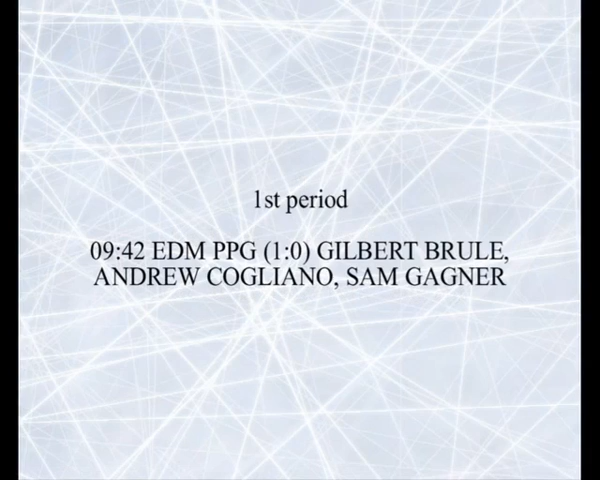 1st period
09:42 EDM PPG (1:0) GILBERT BRULE,
ANDREW COGLIANO, SAM GAGNER